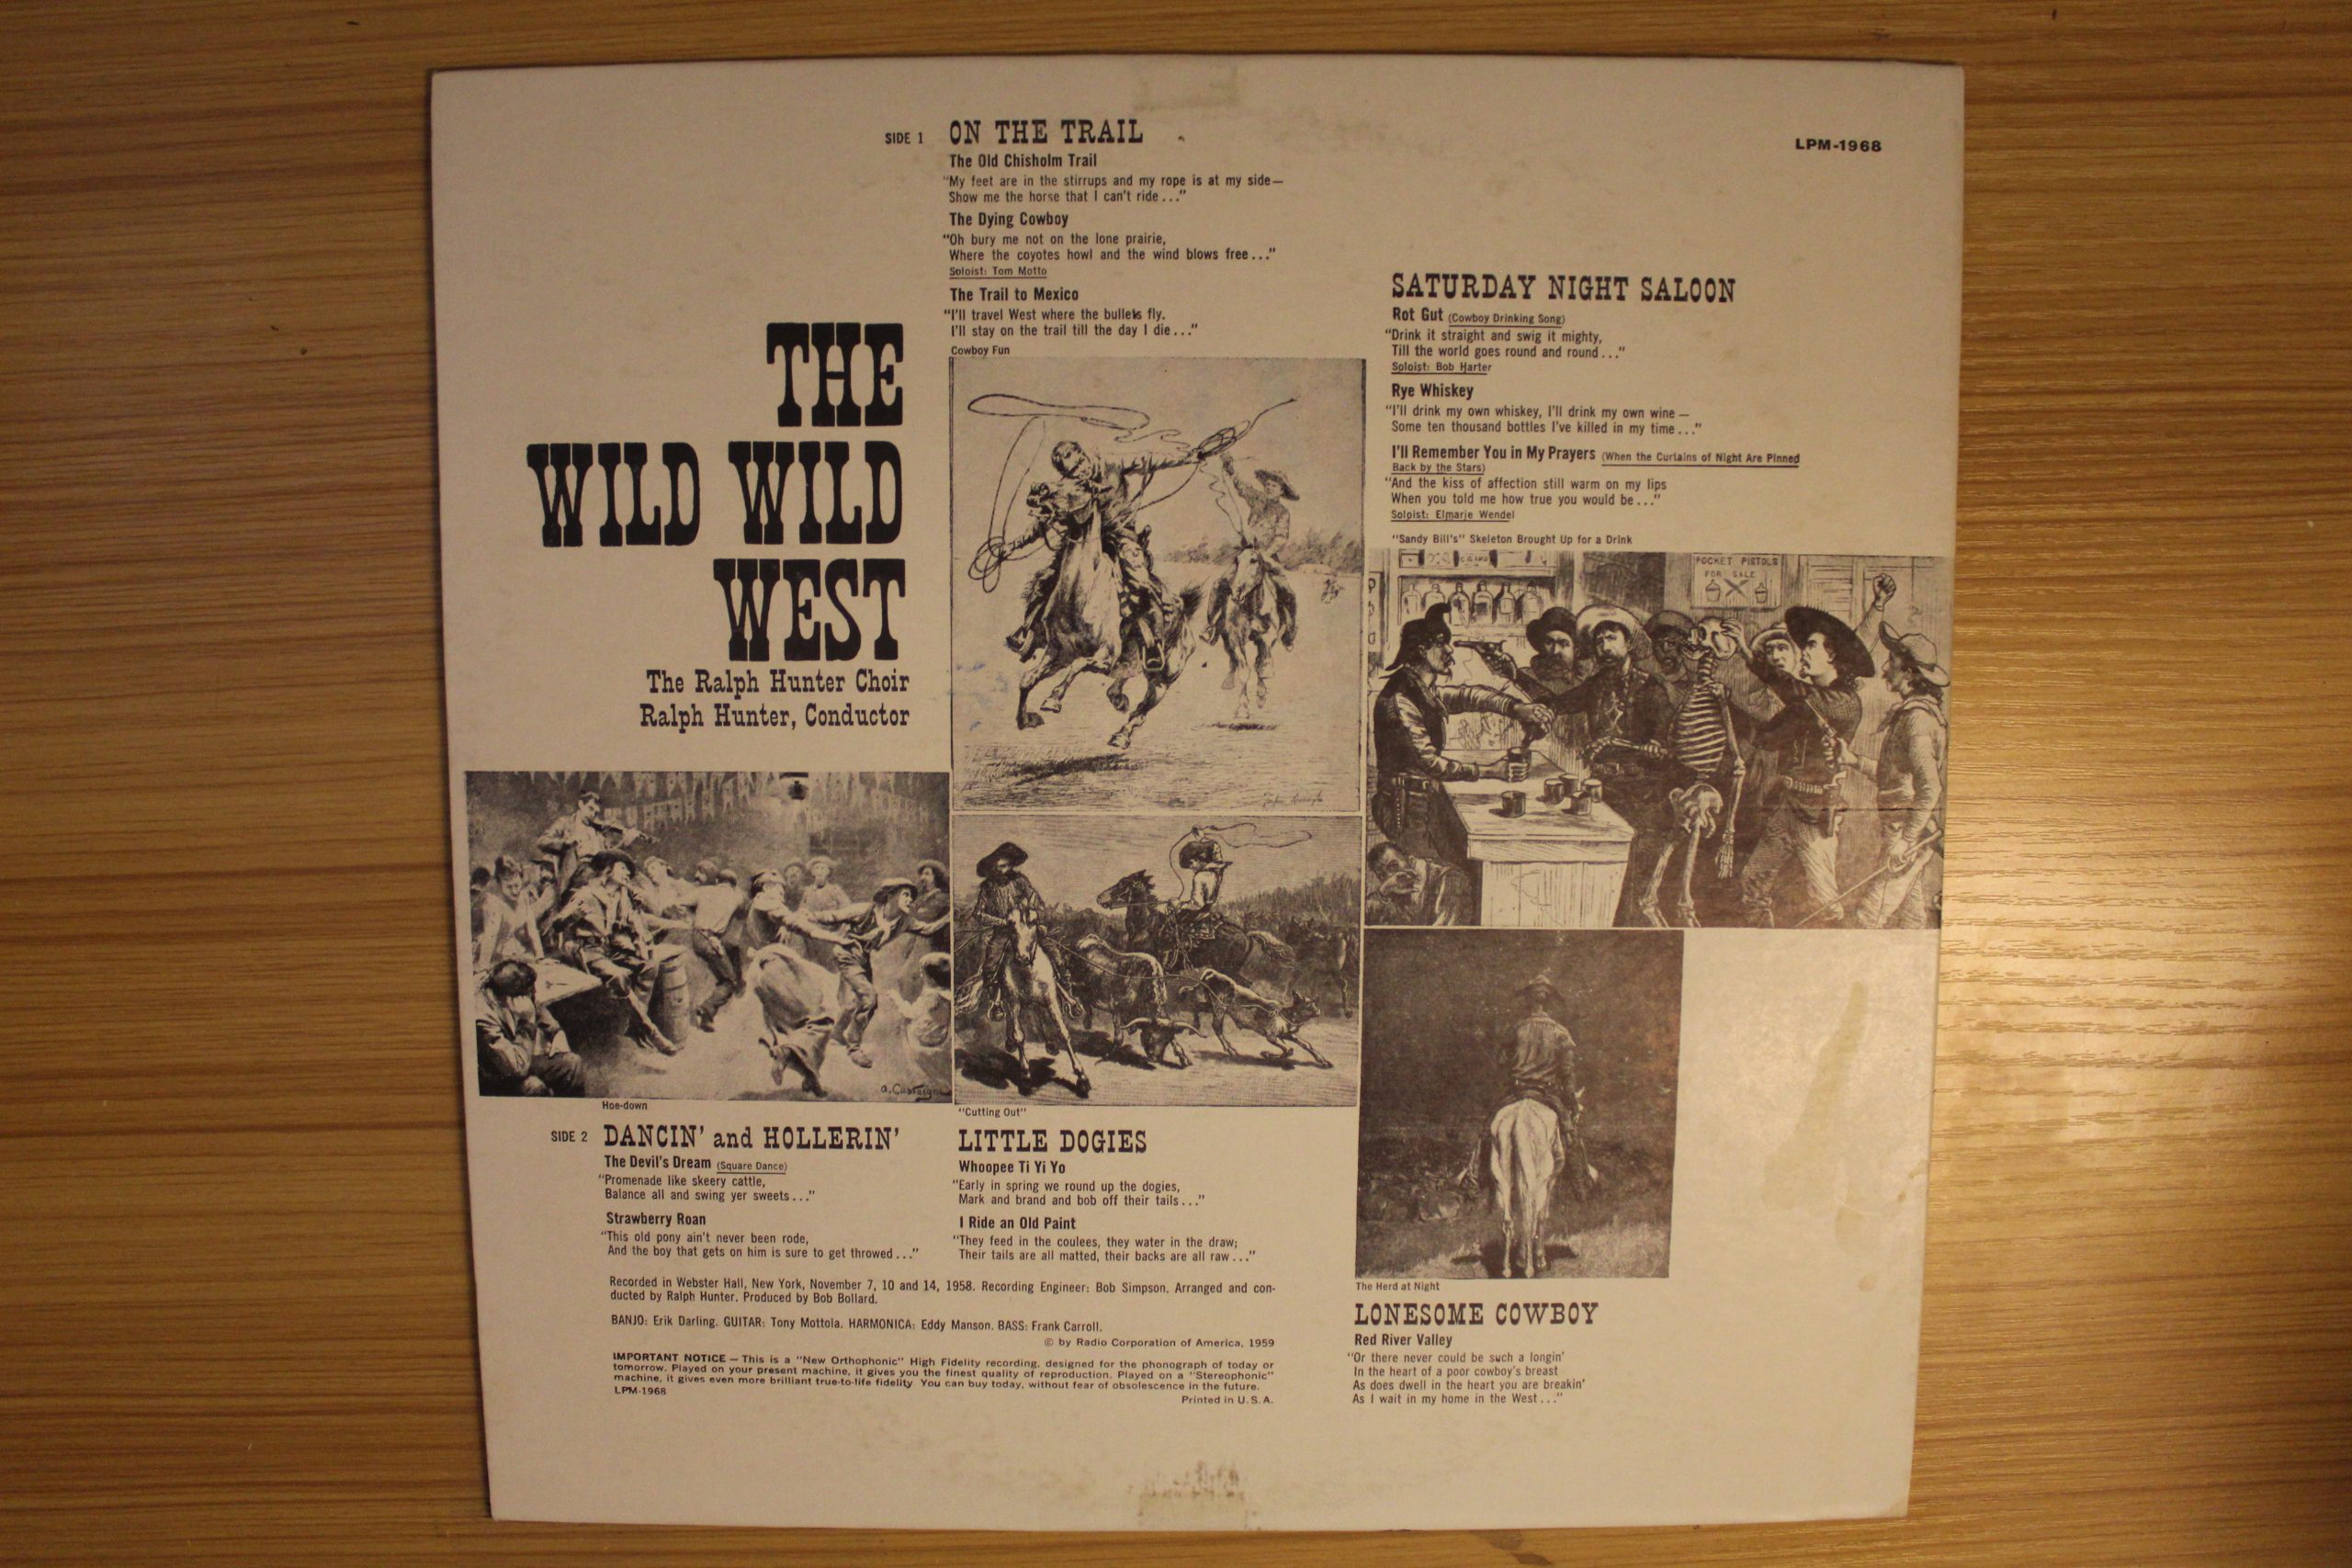 SIDE 1 ON THE TRAIL
The Old Chisholm Trail
"My feet are in the stirrups and my rope is at my side—
Show me the horse that I can't ride..."
The Dying Cowboy
"Oh bury me not on the lone prairie,
Where the coyotes howl and the wind blows free..."
Soloist: Tom Motto
The Trail to Mexico
"I'll travel West where the bullets fly.
I'll stay on the trail till the day I die..."
Cowboy Fun
LPM-1968
SATURDAY NIGHT SALOON
Rot Gut (Cowboy Drinking Song)
"Drink it straight and swig it mighty,
Till the world goes round and round..."
Soloist: Bob Harter
Rye Whiskey
"I'll drink my own whiskey, I'll drink my own wine—
Some ten thousand bottles I've killed in my time..."
I'll Remember You in My Prayers (When the Curtains of Night Are Pinned
Back by the Stars)
"And the kiss of affection still warm on my lips
When you told me how true you would be..."
Soloist: Elmarie Wendel
"Sandy Bill's" Skeleton Brought Up for a Drink
POCKET PISTOLS
FOR SALE
THE
WILD WILD
WEST
The Ralph Hunter Choir
Ralph Hunter, Conductor
Hoe-down
SIDE 2 DANCIN' and HOLLERIN'
The Devil's Dream (Square Dance)
"Promenade like skeery cattle,
Balance all and swing yer sweets..."
Strawberry Roan
"This old pony ain't never been rode,
And the boy that gets on him is sure to get throwed..."
"Cutting Out"
LITTLE DOGIES
Whoopee Ti Yi Yo
"Early in spring we round up the dogies,
Mark and brand and bob off their tails..."
I Ride an Old Paint
"They feed in the coulees, they water in the draw;
Their tails are all matted, their backs are all raw..."
Recorded in Webster Hall, New York, November 7, 10 and 14, 1958. Recording Engineer: Bob Simpson. Arranged and con-
ducted by Ralph Hunter. Produced by Bob Bollard.
BANJO: Erik Darling. GUITAR: Tony Mottola. HARMONICA: Eddy Manson. BASS: Frank Carroll.
© by Radio Corporation of America, 1959
IMPORTANT NOTICE — This is a "New Orthophonic" High Fidelity recording, designed for the phonograph of today or
tomorrow. Played on your present machine, it gives you the finest quality of reproduction. Played on a "Stereophonic"
machine, it gives even more brilliant true-to-life fidelity You can buy today, without fear of obsolescence in the future.
LPM-1968
Printed in U. S. A.
The Herd at Night
LONESOME COWBOY
Red River Valley
"Or there never could be such a longin'
In the heart of a poor cowboy's breast
As does dwell in the heart you are breakin'
As I wait in my home in the West..."